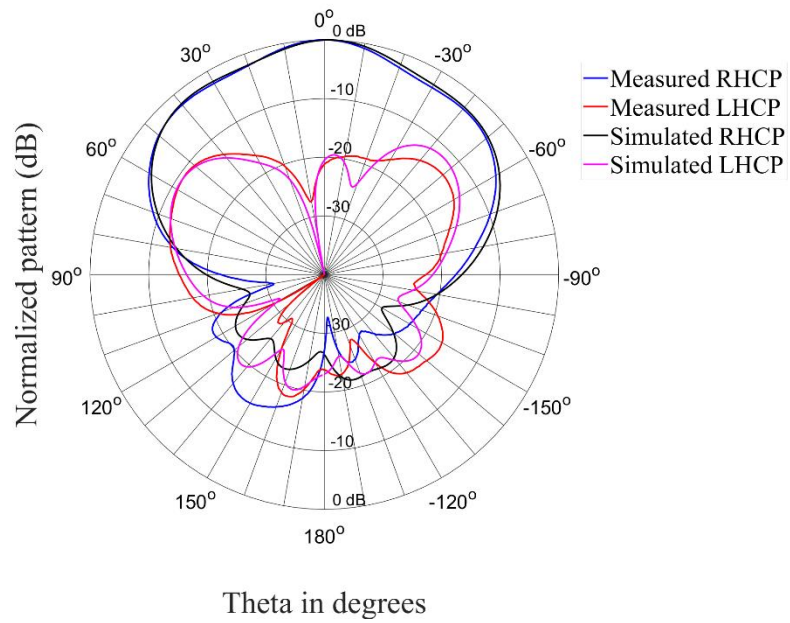 0°
0 dB
30°
-30°
-10
60°
-60°
-20
-30
90°
-90°
-30
-20
120°
-150°
-10
150°
-120°
0 dB
180°
Measured RHCP
Measured LHCP
Simulated RHCP
Simulated LHCP
Normalized pattern (dB)
Theta in degrees